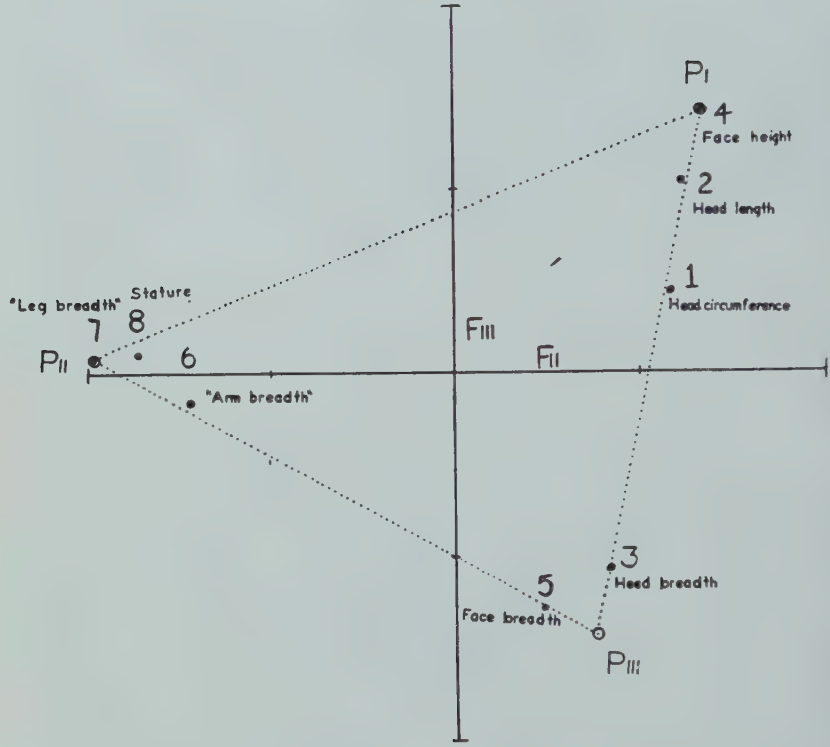 PI
4
Face height
2
Head length
1
Head circumference
"Leg breadth" Stature
7 8
FIII
PII
6
FII
"Arm breadth"
3
Head breadth
5
Face breadth
PIII